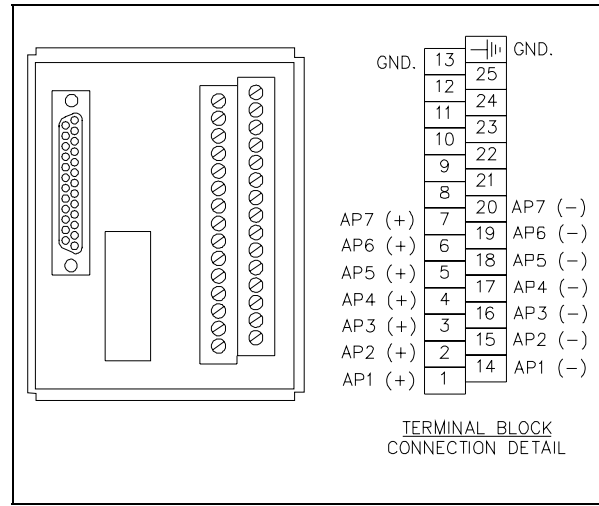 GND. 13 GND.
25
12
24
11
23
10
22
9
21
8
20 AP7 (-)
AP7 (+) 7
19 AP6 (-)
AP6 (+) 6
18 AP5 (-)
AP5 (+) 5
17 AP4 (-)
AP4 (+) 4
16 AP3 (-)
AP3 (+) 3
15 AP2 (-)
AP2 (+) 2
14 AP1 (-)
AP1 (+) 1
TERMINAL BLOCK
CONNECTION DETAIL